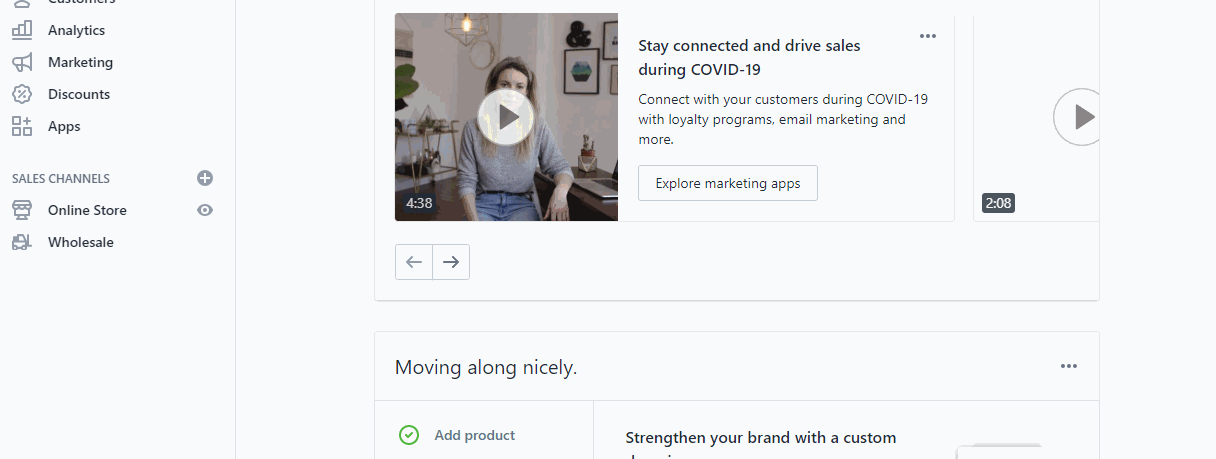 Customers
Analytics
Marketing
Discounts
Apps
SALES CHANNELS
Online Store
Wholesale
&
4:38
Stay connected and drive sales
during COVID-19
Connect with your customers during COVID-19
with loyalty programs, email marketing and
more.
Explore marketing apps
2:08
Moving along nicely.
Add product
Strengthen your brand with a custom